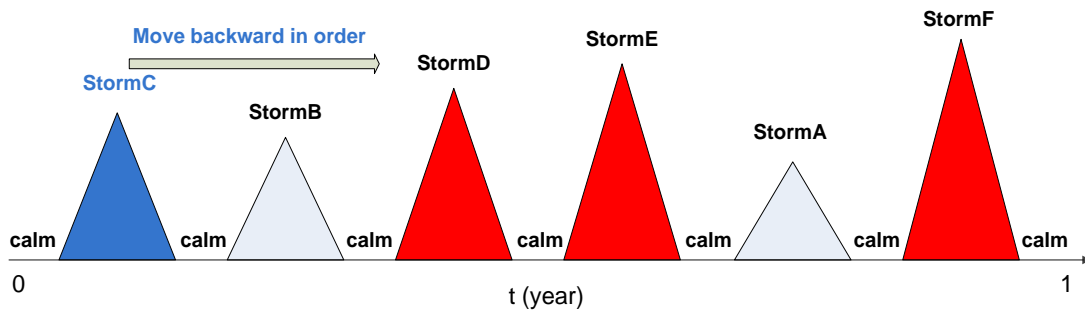 Move backward in order
StormC
StormB
StormD
StormE
StormA
StormF
calm
calm
calm
calm
calm
calm
calm
0
t (year)
1